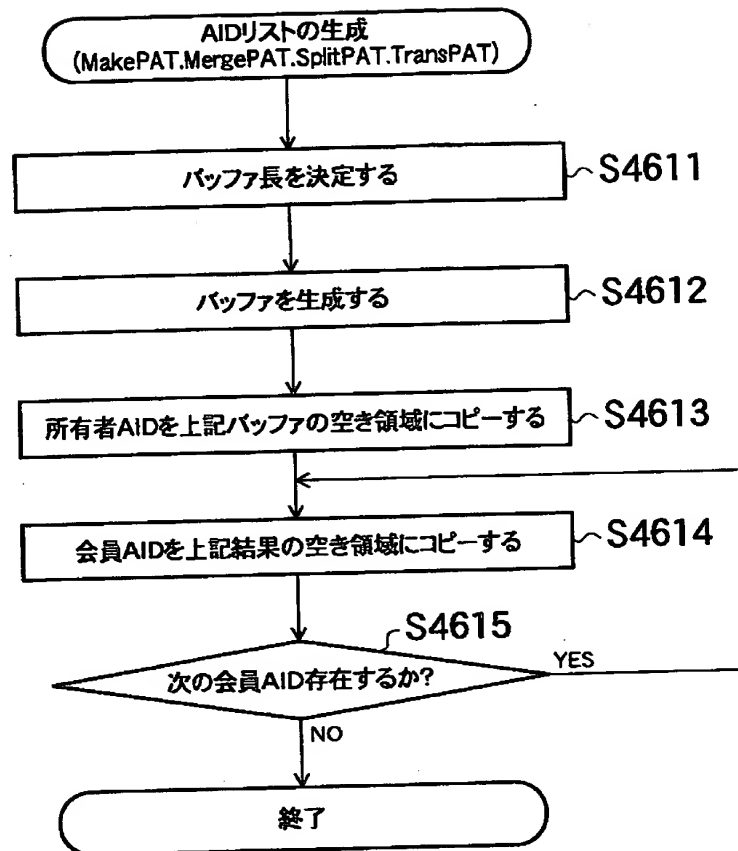 AIDリストの生成
(MakePAT.MergePAT.SplitPAT.TransPAT)
バッファ長を決定する
S4611
バッファを生成する
S4612
所有者AIDを上記バッファの空き領域にコピーする
S4613
会員AIDを上記結果の空き領域にコピーする
S4614
S4615
次の会員AID存在するか?
YES
NO
終了